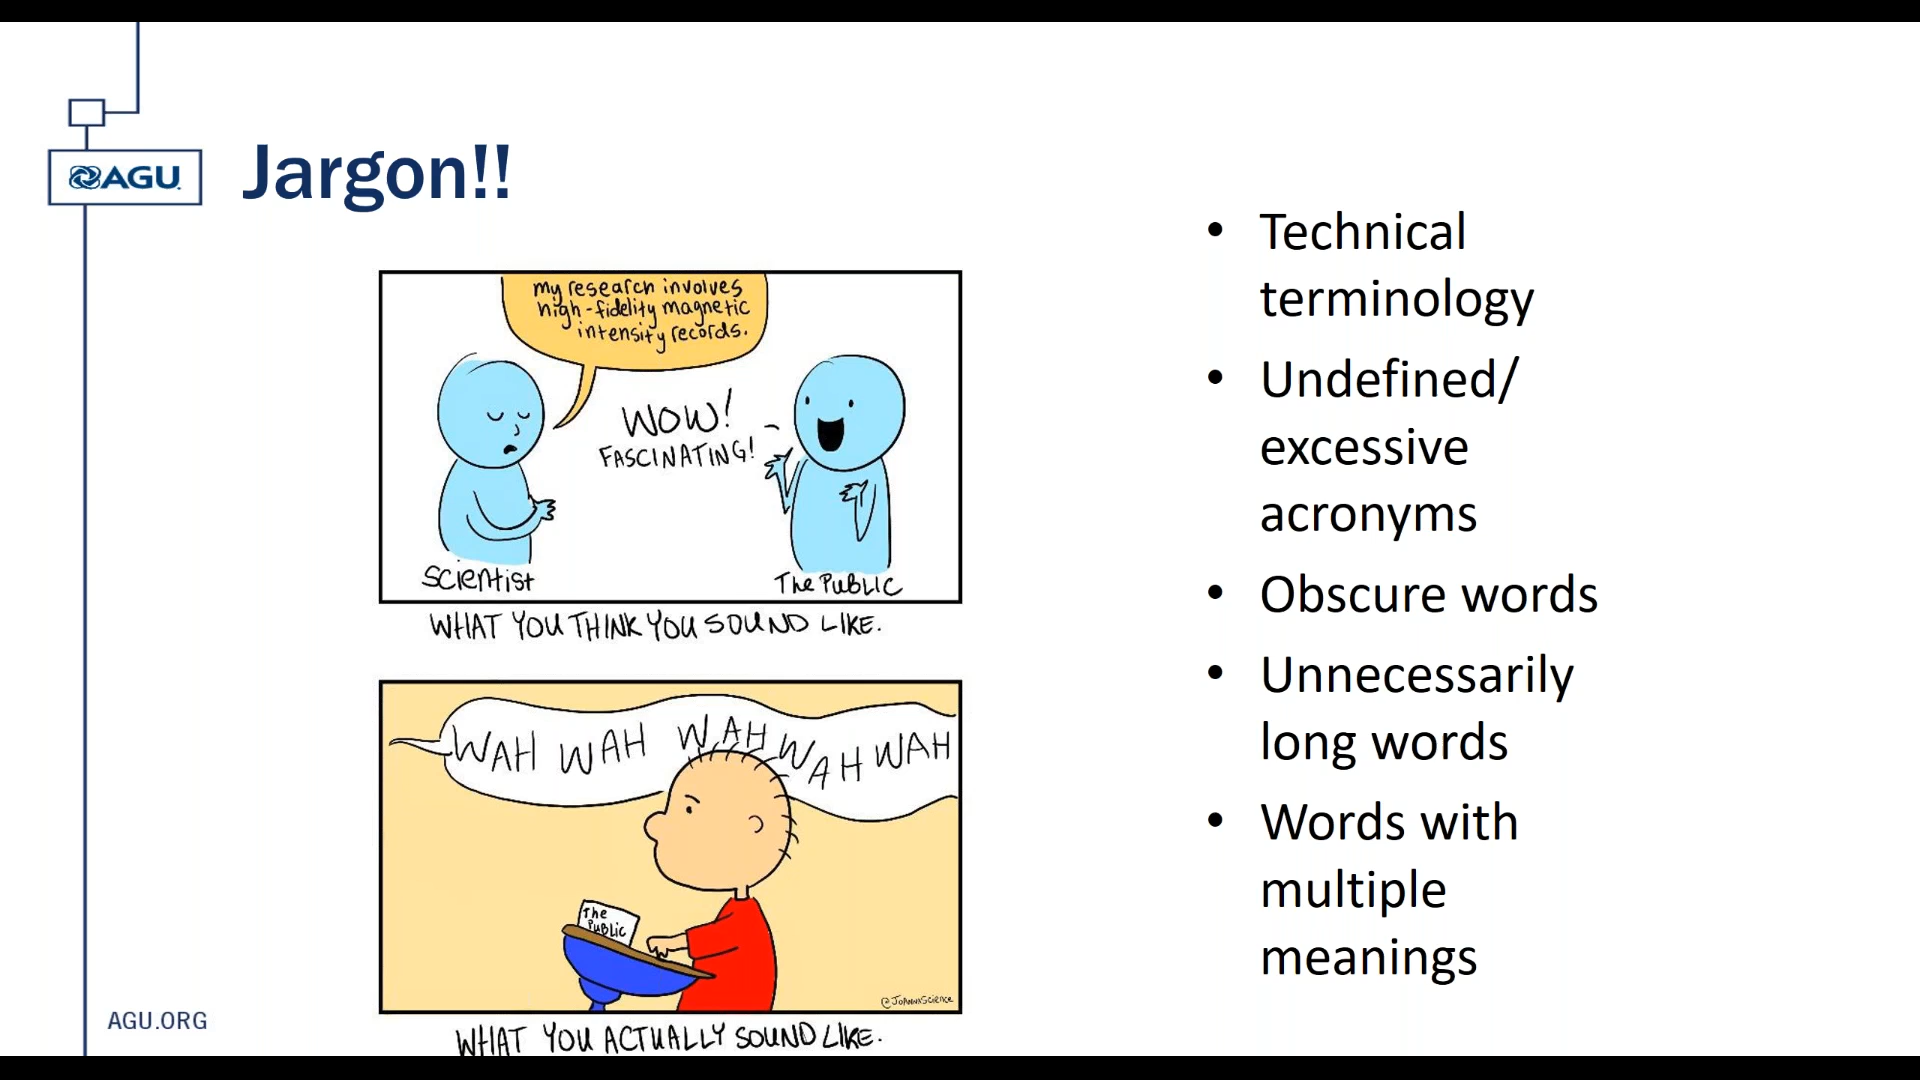 AGU
Jargon!!
my research involves
high-fidelity magnetic
intensity records.
WOW!
FASCINATING!
Scientist
The Public
WHAT YOU THINK YOU SOUND LIKE.
WAH WAH WAH WAH WAH
The
Public
@JoAnnaScience
WHAT YOU ACTUALLY SOUND LIKE.
• Technical
terminology
• Undefined/
excessive
acronyms
• Obscure words
• Unnecessarily
long words
• Words with
multiple
meanings
AGU.ORG